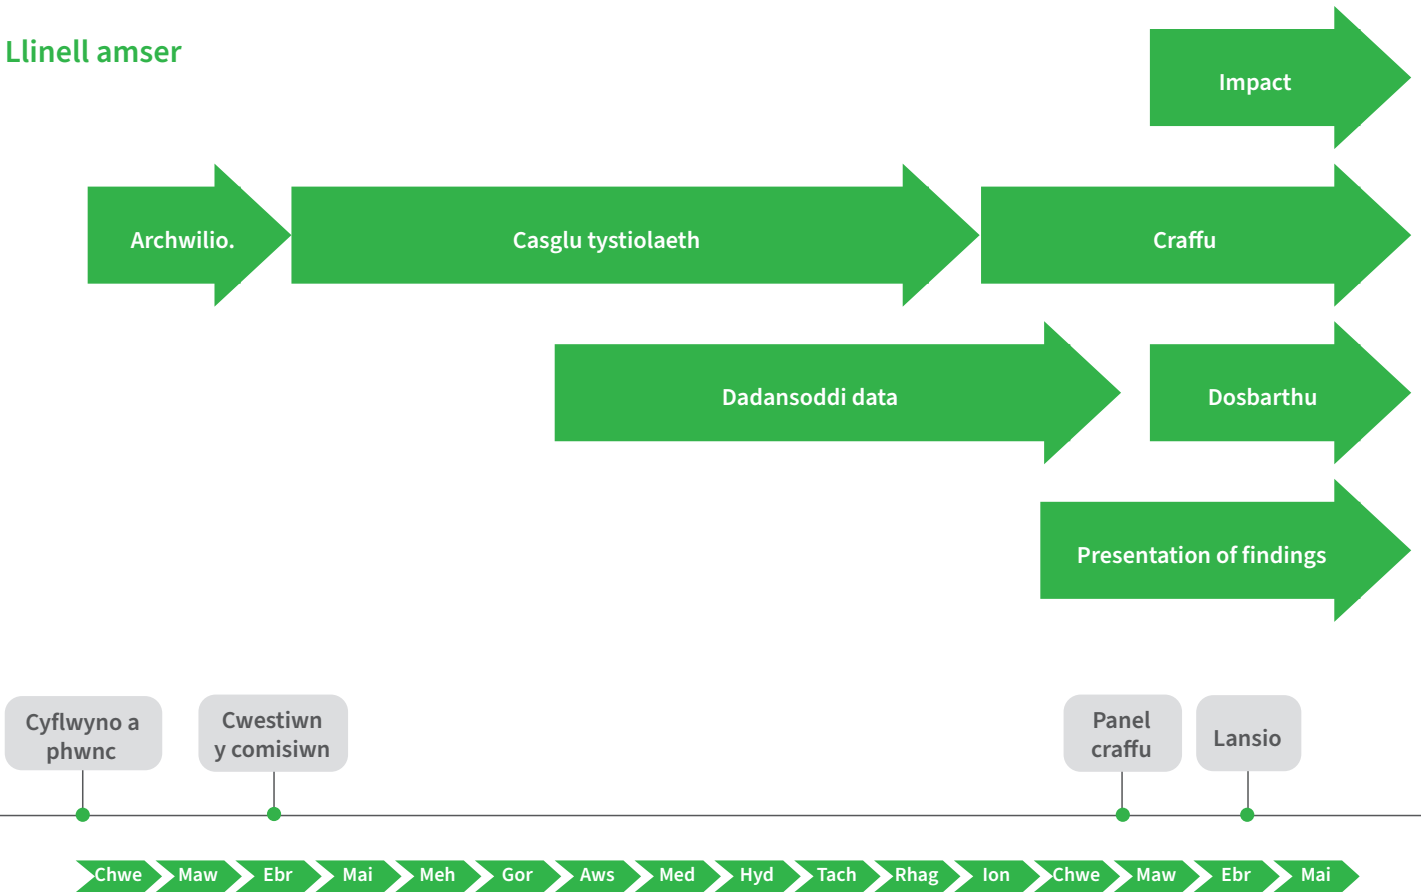 Llinell amser
Impact
Archwilio.
Casglu tystiolaeth
Craffu
Dadansoddi data
Dosbarthu
Presentation of findings
Cyflwyno a
phwnc
Cwestiwn
y comisiwn
Panel
craffu
Lansio
Chwe Maw Ebr Mai Meh Gor Aws Med Hyd Tach Rhag Ion Chwe Maw Ebr Mai